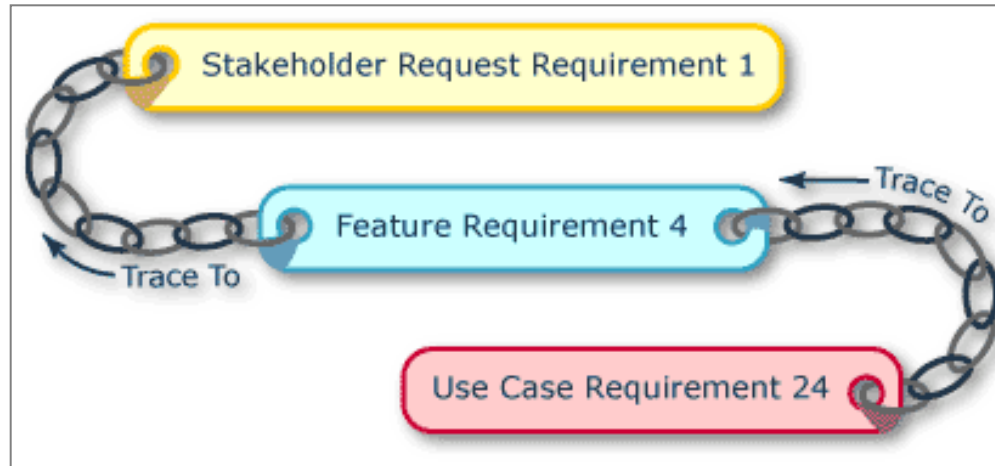 Stakeholder Request Requirement 1
Trace To
Feature Requirement 4
Trace To
Use Case Requirement 24